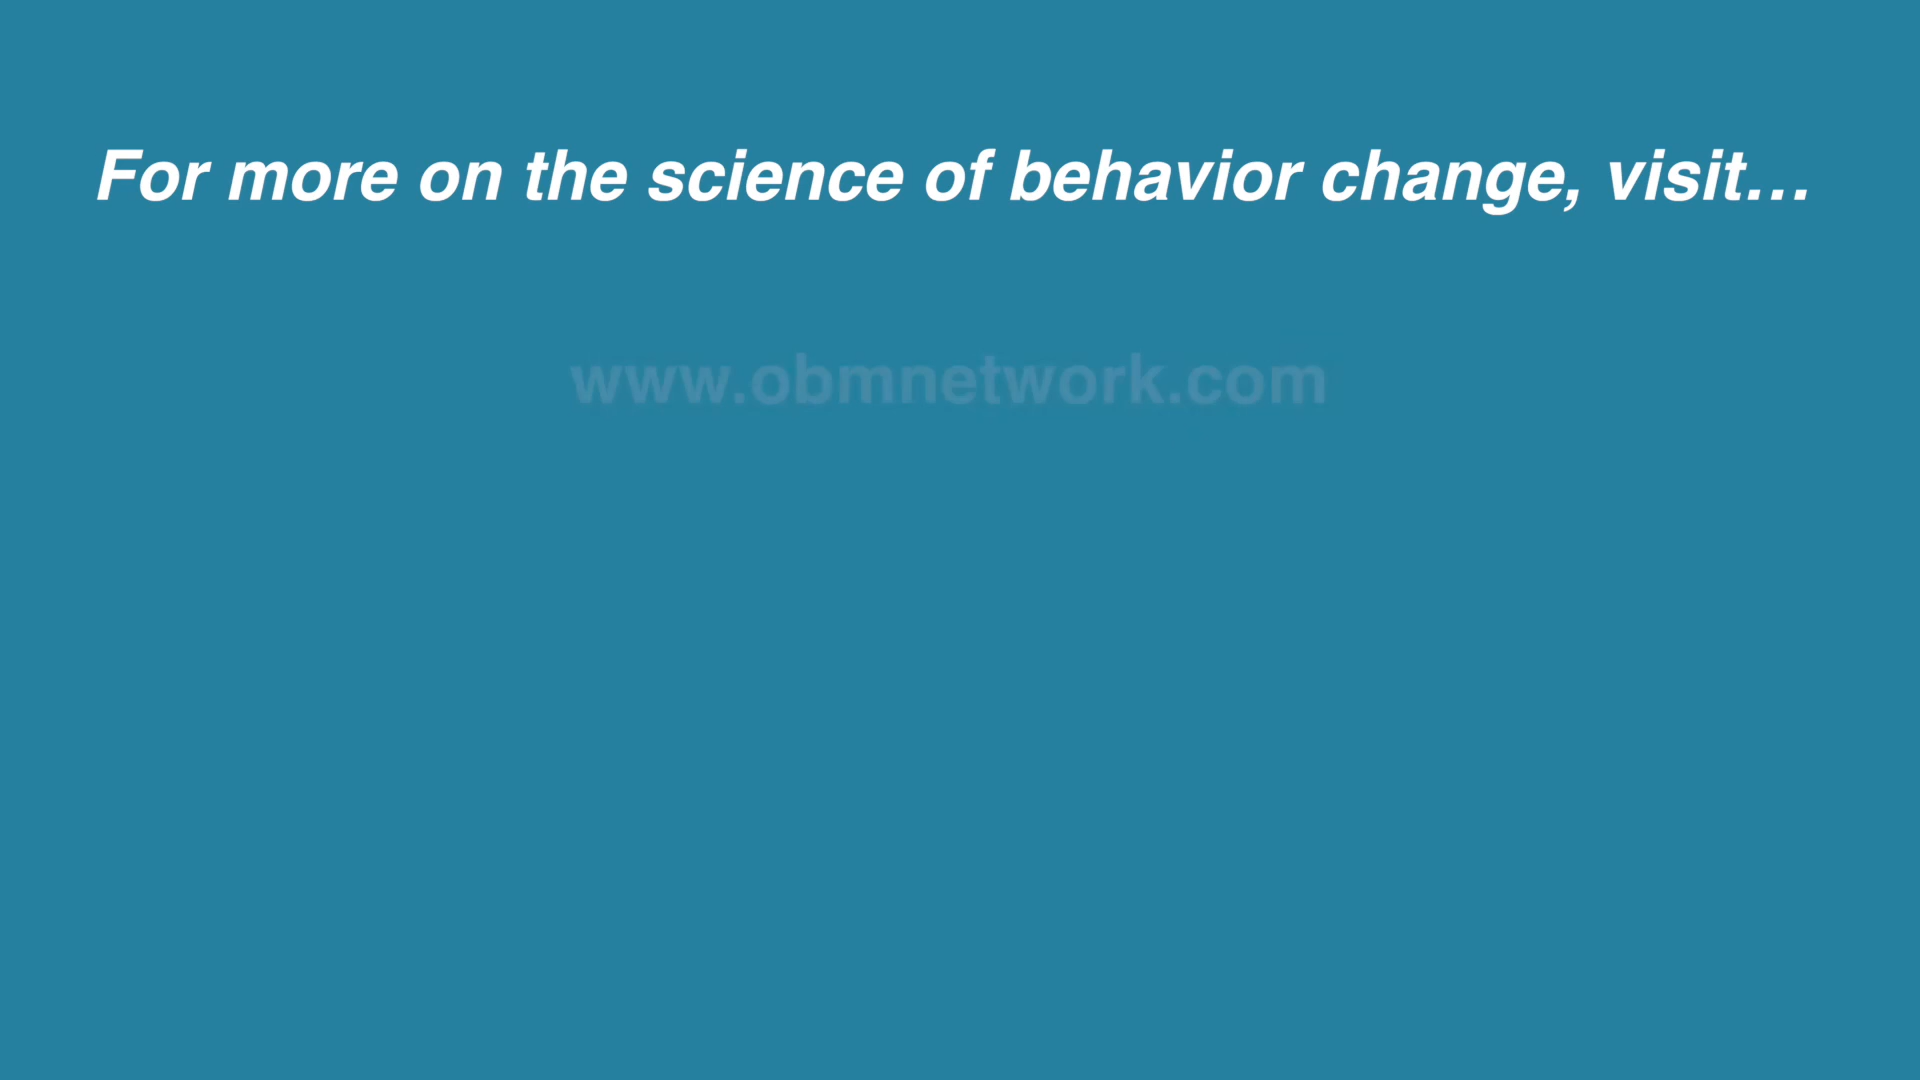 For more on the science of behavior change, visit…
www.obmnetwork.com